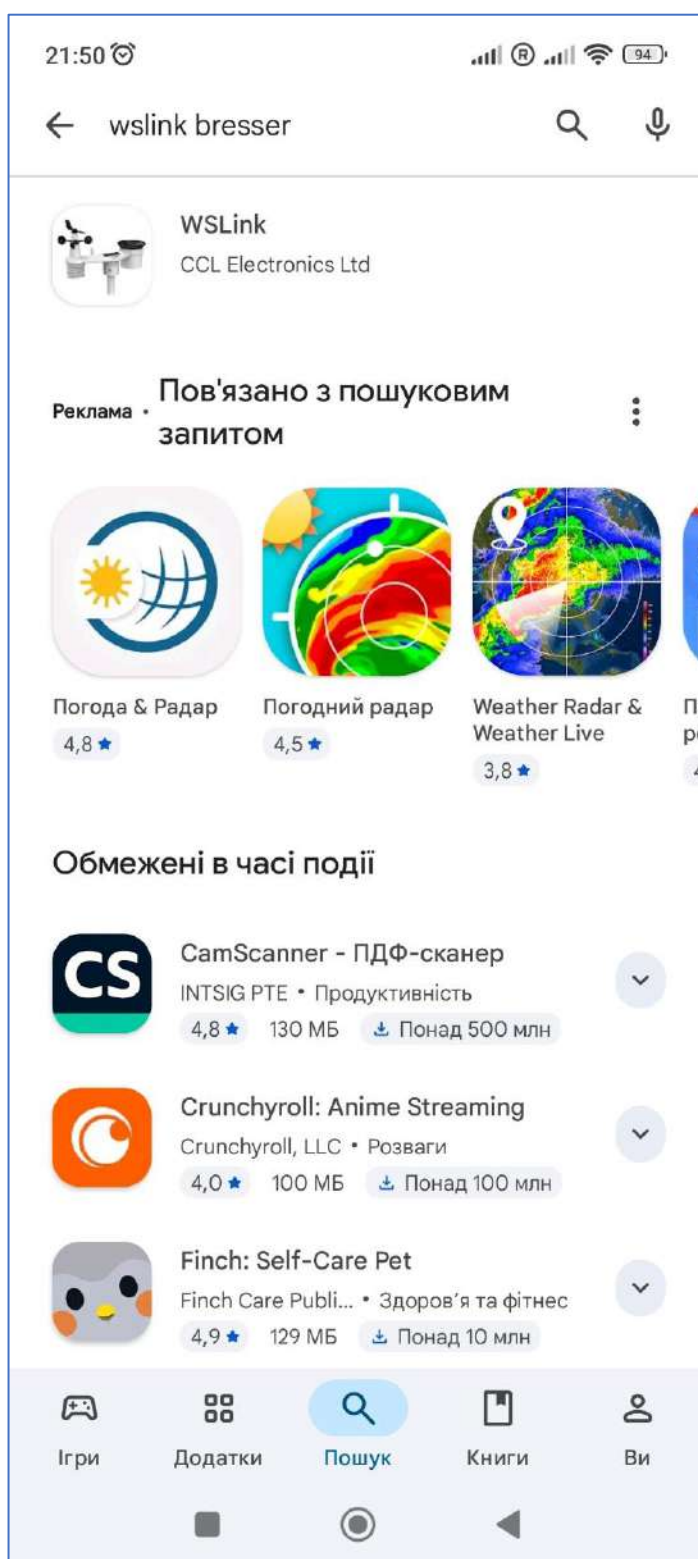 21:50
94
wslink bresser
WSLink
CCL Electronics Ltd
Реклама •
Пов'язано з пошуковим
запитом
Погода & Радар
4,8 ★
Погодний радар
4,5 ★
Weather Radar &
Weather Live
3,8 ★
Обмежені в часі події
CS
CamScanner - ПДФ-сканер
INTSIG PTE • Продуктивність
4,8 ★ 130 МБ Понад 500 млн
Crunchyroll: Anime Streaming
Crunchyroll, LLC • Розваги
4,0 ★ 100 МБ Понад 100 млн
Finch: Self-Care Pet
Finch Care Publi... • Здоров’я та фітнес
4,9 ★ 129 МБ Понад 10 млн
Ігри
Додатки
Пошук
Книги
Ви